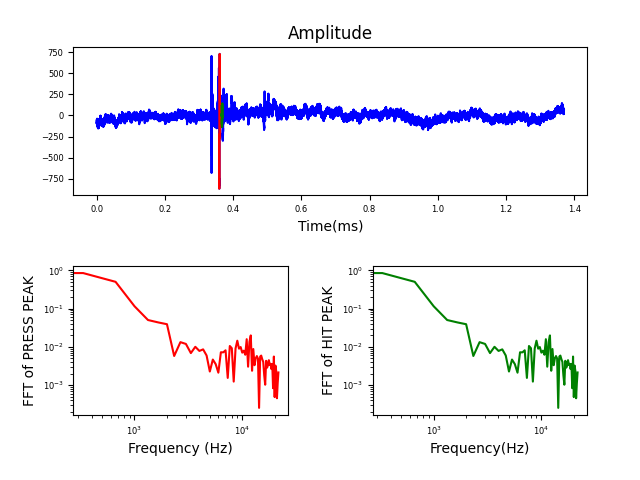 Amplitude
750
500
250
0
−250
−500
−750
0.0 0.2 0.4 0.6 0.8 1.0 1.2 1.4
Time(ms)
FFT of PRESS PEAK
10⁰
10⁻¹
10⁻²
10⁻³
10³ 10⁴
Frequency (Hz)
FFT of HIT PEAK
10⁰
10⁻¹
10⁻²
10⁻³
10³ 10⁴
Frequency(Hz)